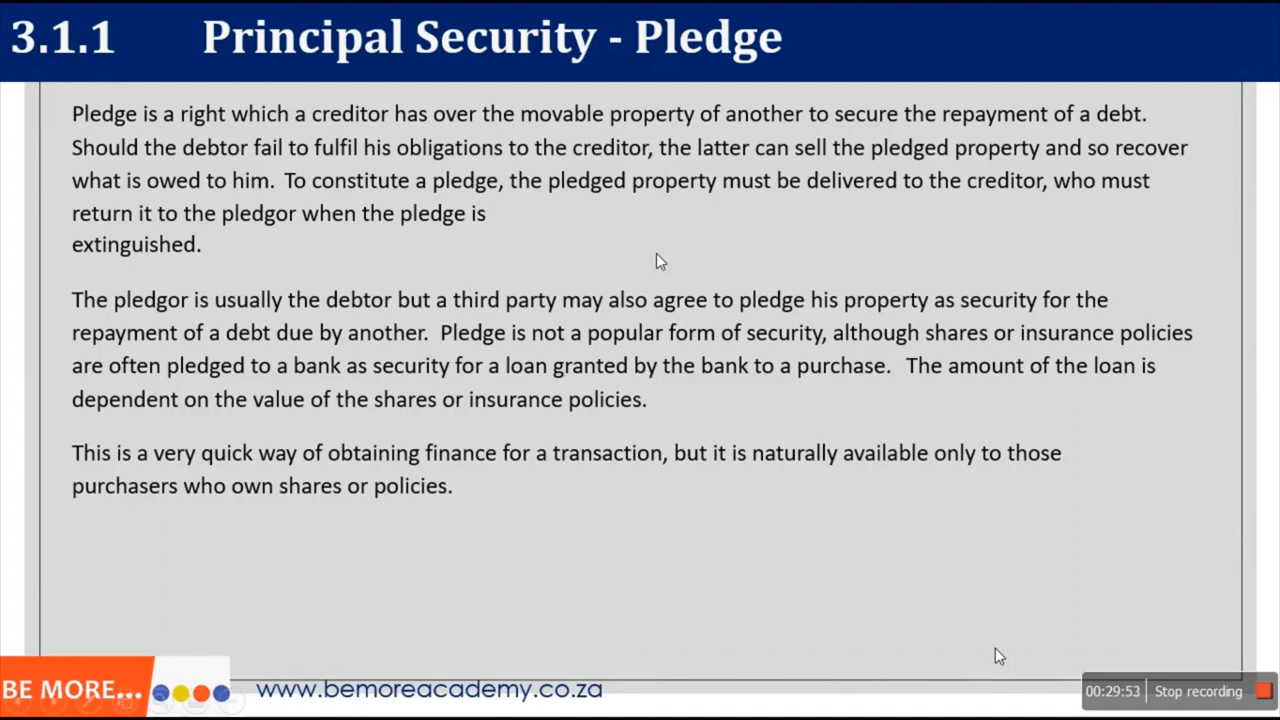 3.1.1 Principal Security - Pledge
Pledge is a right which a creditor has over the movable property of another to secure the repayment of a debt.
Should the debtor fail to fulfil his obligations to the creditor, the latter can sell the pledged property and so recover
what is owed to him. To constitute a pledge, the pledged property must be delivered to the creditor, who must
return it to the pledgor when the pledge is
extinguished.
The pledgor is usually the debtor but a third party may also agree to pledge his property as security for the
repayment of a debt due by another. Pledge is not a popular form of security, although shares or insurance policies
are often pledged to a bank as security for a loan granted by the bank to a purchase. The amount of the loan is
dependent on the value of the shares or insurance policies.
This is a very quick way of obtaining finance for a transaction, but it is naturally available only to those
purchasers who own shares or policies.
BE MORE... www.bemoreacademy.co.za
00:29:53 Stop recording